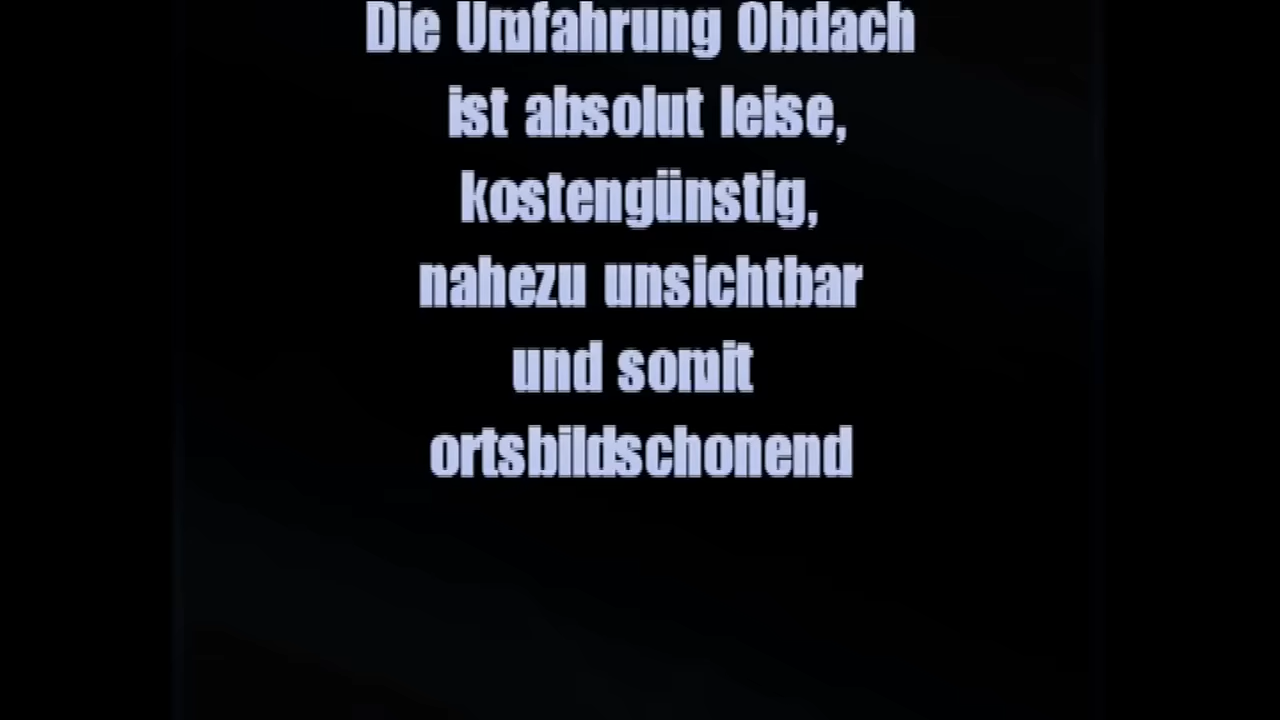 Die Umfahrung Obdach
ist absolut leise,
kostengünstig,
nahezu unsichtbar
und somit
ortsbildschonend